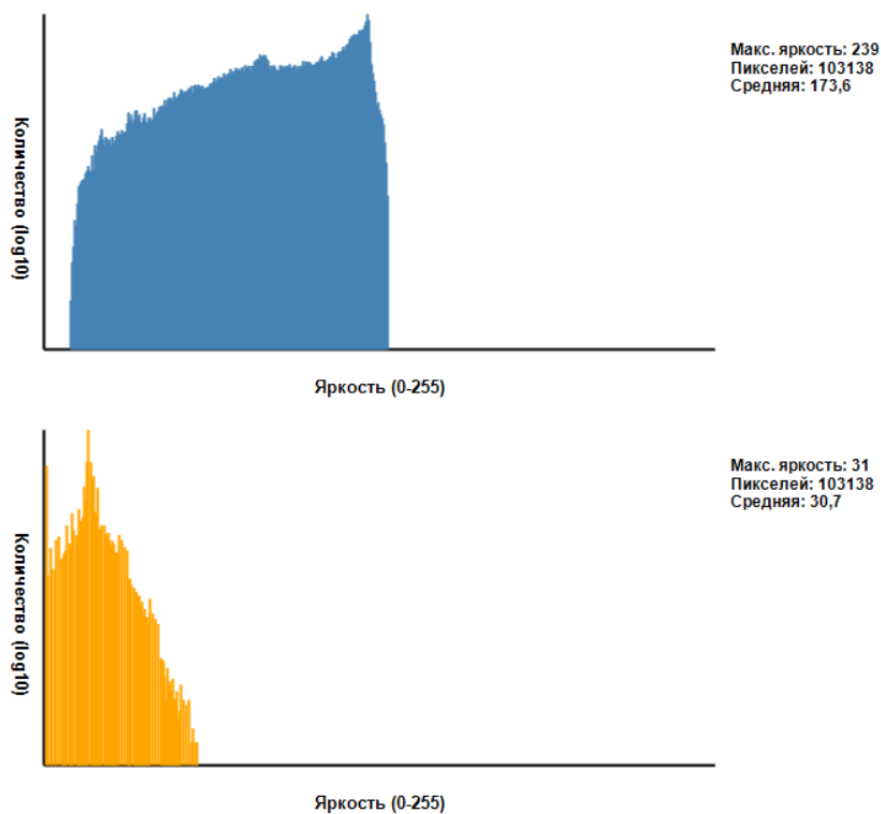 Количество (log10)
Макс. яркость: 239
Пикселей: 103138
Средняя: 173,6
Яркость (0-255)
Количество (log10)
Макс. яркость: 31
Пикселей: 103138
Средняя: 30,7
Яркость (0-255)